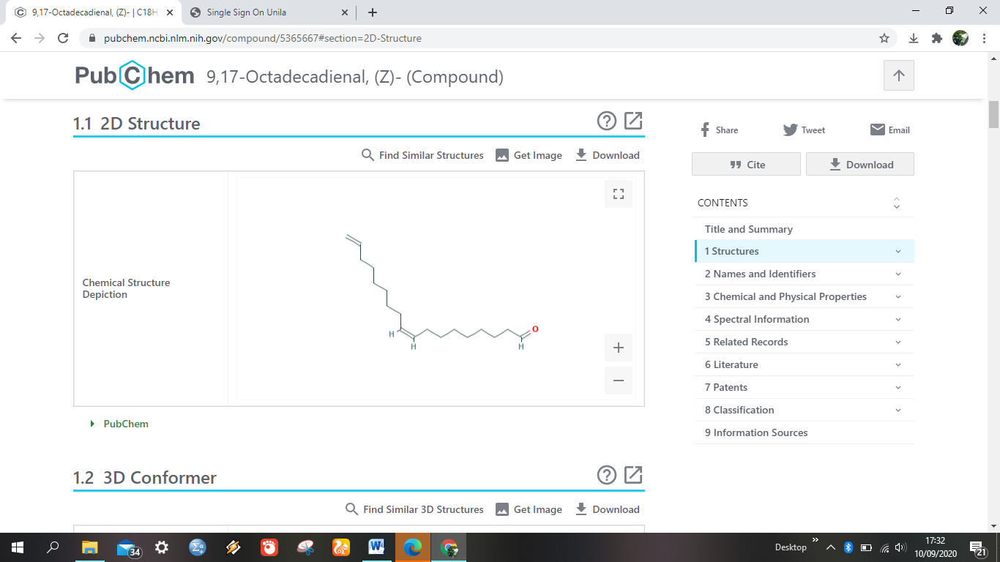 9,17-Octadecadienal, (Z)- | C18H
Single Sign On Unila
pubchem.ncbi.nlm.nih.gov/compound/5365667#section=2D-Structure
PubChem 9,17-Octadecadienal, (Z)- (Compound)
1.1 2D Structure
Find Similar Structures Get Image Download
Chemical Structure
Depiction
H
H
H
O
PubChem
1.2 3D Conformer
Find Similar 3D Structures Get Image Download
Share Tweet Email
Cite Download
CONTENTS
Title and Summary
1 Structures
2 Names and Identifiers
3 Chemical and Physical Properties
4 Spectral Information
5 Related Records
6 Literature
7 Patents
8 Classification
9 Information Sources
34
Desktop
17:32
10/09/2020
21